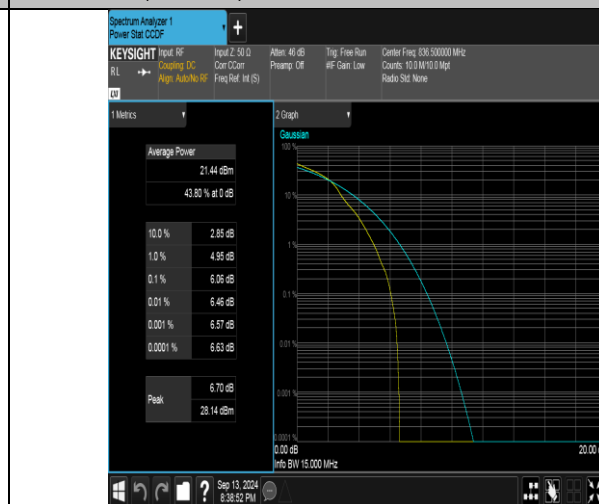 Spectrum Analyzer 1
Power Stat CCDF
+
KEYSIGHT Input: RF Input Z: 50 Ω Atten: 46 dB Trig: Free Run Center Freq: 836.500000 MHz
RL Coupling: DC Corr CCorr Preamp: Off #IF Gain: Low Counts: 10.0 M/10.0 Mpt
Align: Auto/No RF Freq Ref: Int (S) Radio Std: None
LXI
1 Metrics
2 Graph
Average Power
21.44 dBm
43.80 % at 0 dB
10.0 % 2.85 dB
1.0 % 4.95 dB
0.1 % 6.06 dB
0.01 % 6.46 dB
0.001 % 6.57 dB
0.0001 % 6.63 dB
Peak
6.70 dB
28.14 dBm
Gaussian
100 %
10 %
1 %
0.1 %
0.01 %
0.001 %
0.0001 %
0.00 dB 20.00
Info BW 15.000 MHz
?
Sep 13, 2024
8:38:52 PM